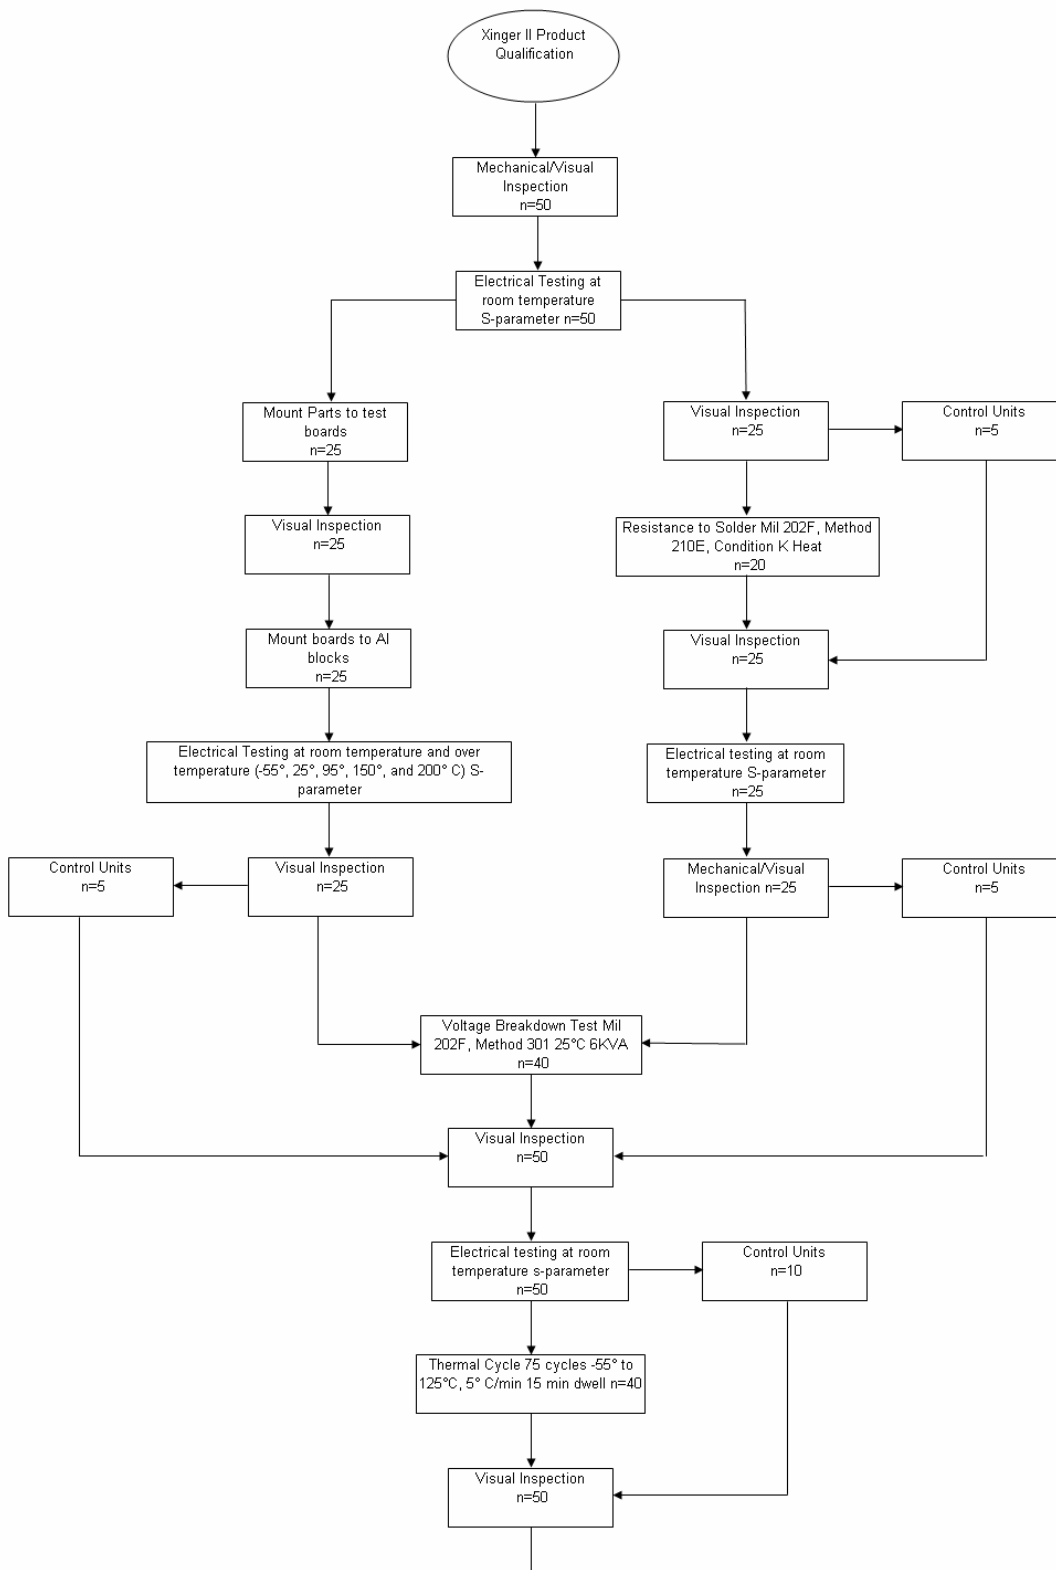 Xinger II Product
Qualification
Mechanical/Visual
Inspection
n=50
Electrical Testing at
room temperature
S-parameter n=50
Mount Parts to test
boards
n=25
Visual Inspection
n=25
Control Units
n=5
Visual Inspection
n=25
Resistance to Solder Mil 202F, Method
210E, Condition K Heat
n=20
Mount boards to Al
blocks
n=25
Visual Inspection
n=25
Electrical Testing at room temperature and over
temperature (-55°, 25°, 95°, 150°, and 200° C) S-
parameter
Electrical testing at room
temperature S-parameter
n=25
Control Units
n=5
Visual Inspection
n=25
Mechanical/Visual
Inspection n=25
Control Units
n=5
Voltage Breakdown Test Mil
202F, Method 301 25°C 6KVA
n=40
Visual Inspection
n=50
Electrical testing at room
temperature s-parameter
n=50
Control Units
n=10
Thermal Cycle 75 cycles -55° to
125°C, 5° C/min 15 min dwell n=40
Visual Inspection
n=50